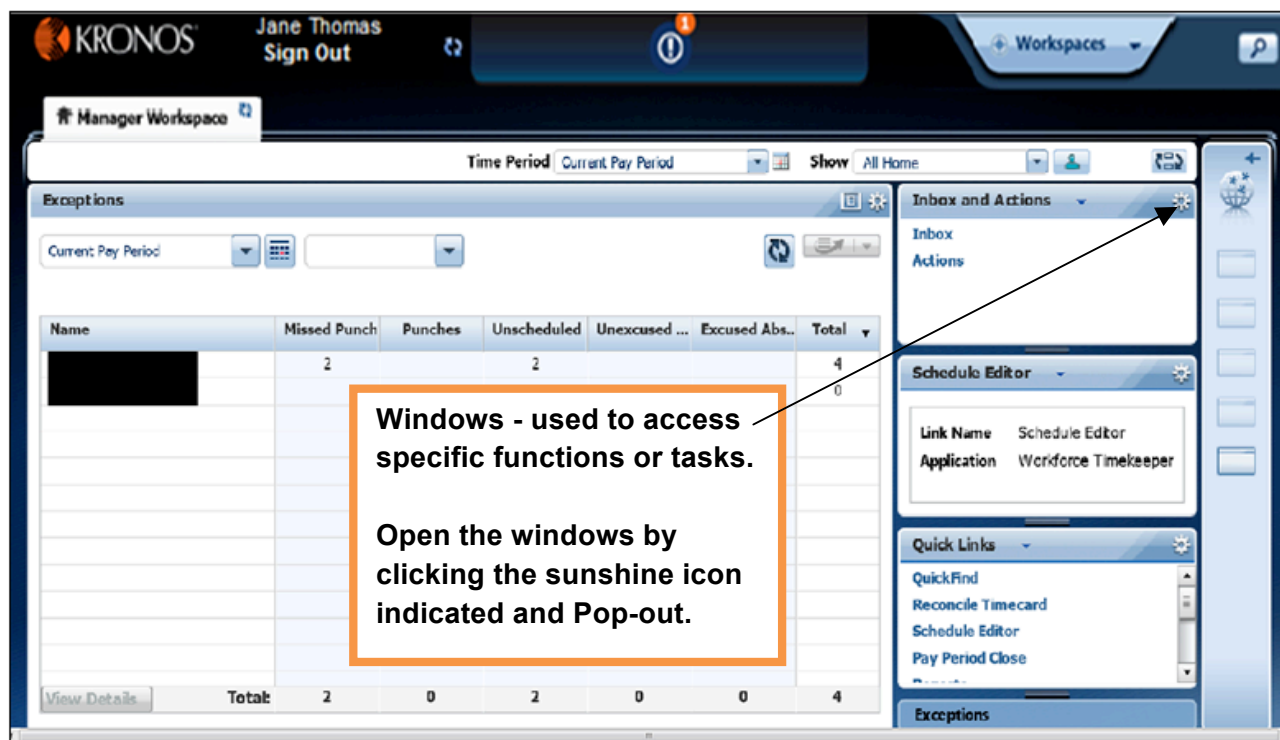 KRONOS
Jane Thomas
Sign Out
1
Workspaces
Manager Workspace
Time Period Current Pay Period Show All Home
Exceptions
Current Pay Period
Name Missed Punch Punches Unscheduled Unexcused ... Excused Abs.. Total
2 2 4
0
Windows - used to access
specific functions or tasks.
Open the windows by
clicking the sunshine icon
indicated and Pop-out.
View Details Total: 2 0 2 0 0 4
Inbox and Actions
Inbox
Actions
Schedule Editor
Link Name Schedule Editor
Application Workforce Timekeeper
Quick Links
QuickFind
Reconcile Timecard
Schedule Editor
Pay Period Close
Exceptions